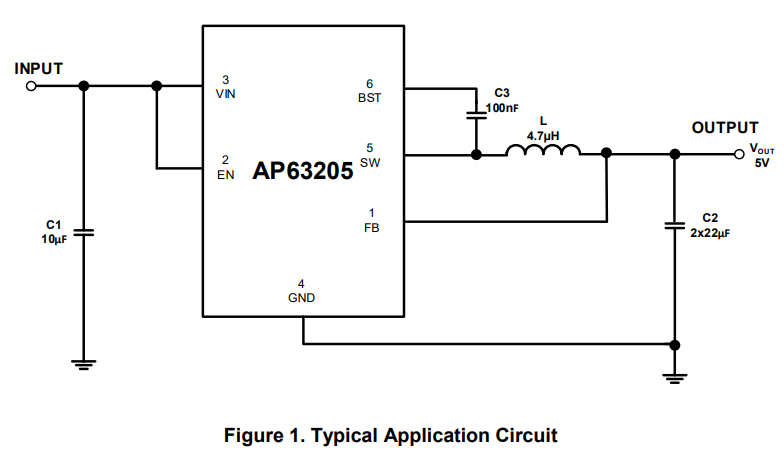 INPUT
3
VIN
2
EN
AP63205
6
BST
5
SW
1
FB
4
GND
C1
10µF
C3
100nF
L
4.7µH
OUTPUT
VOUT
5V
C2
2x22µF
Figure 1. Typical Application Circuit